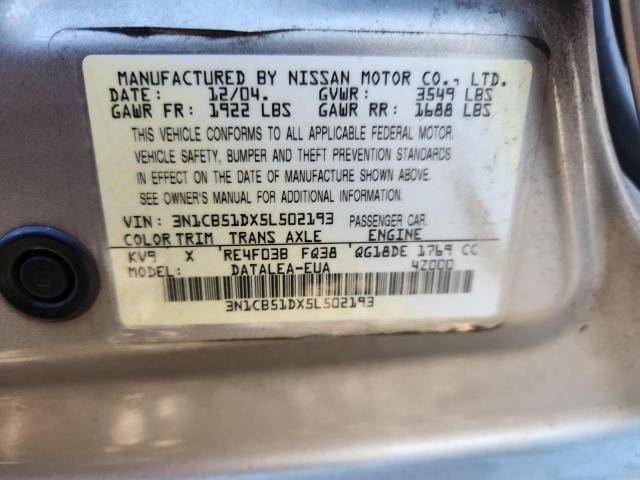 MANUFACTURED BY NISSAN MOTOR CO., LTD.
DATE: 12/04. GVWR: 3549 LBS
GAWR FR: 1922 LBS GAWR RR: 1688 LBS
THIS VEHICLE CONFORMS TO ALL APPLICABLE FEDERAL MOTOR
VEHICLE SAFETY, BUMPER AND THEFT PREVENTION STANDARDS
IN EFFECT ON THE DATE OF MANUFACTURE SHOWN ABOVE.
SEE OWNER'S MANUAL FOR ADDITIONAL INFORMATION.
VIN: 3N1CB51DX5L502193 PASSENGER CAR
COLOR TRIM TRANS AXLE ENGINE
KV9 X RE4F03B FQ38 QG18DE 1769 CC
MODEL: DATALEA-EUA 4Z000
3N1CB51DX5L502193